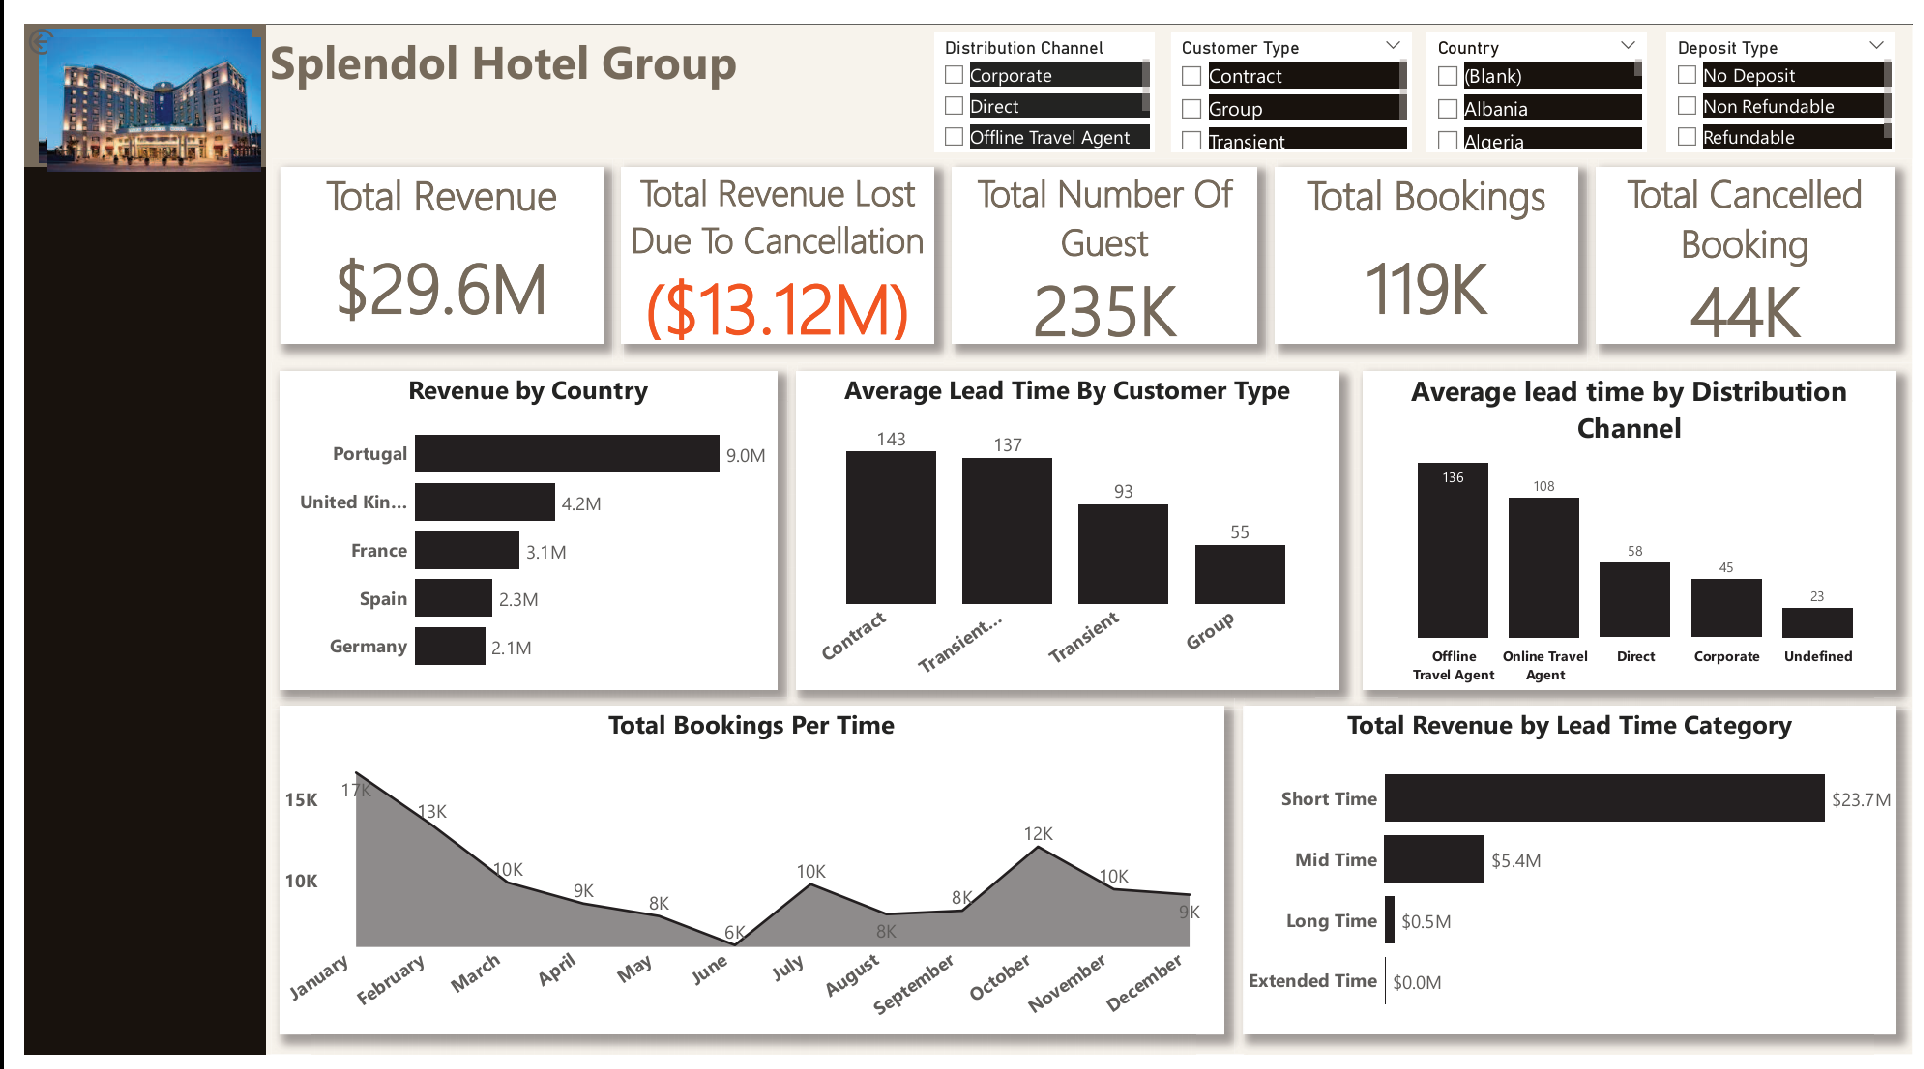 Splendol Hotel Group
Distribution Channel
Corporate
Direct
Offline Travel Agent
Customer Type
Contract
Group
Transient
Country
(Blank)
Albania
Algeria
Deposit Type
No Deposit
Non Refundable
Refundable
Total Revenue
$29.6M
Total Revenue Lost
Due To Cancellation
($13.12M)
Total Number Of
Guest
235K
Total Bookings
119K
Total Cancelled
Booking
44K
Revenue by Country
Portugal 9.0M
United Kin... 4.2M
France 3.1M
Spain 2.3M
Germany 2.1M
Average Lead Time By Customer Type
143 137 93 55
Contract Transient... Transient Group
Average lead time by Distribution
Channel
136 108 58 45 23
Offline Online Travel Direct Corporate Undefined
Travel Agent Agent
Total Bookings Per Time
15K
10K
17K 13K 10K 9K 8K 6K 10K 8K 8K 12K 10K 9K
January February March April May June July August September October November December
Total Revenue by Lead Time Category
Short Time $23.7M
Mid Time $5.4M
Long Time $0.5M
Extended Time $0.0M